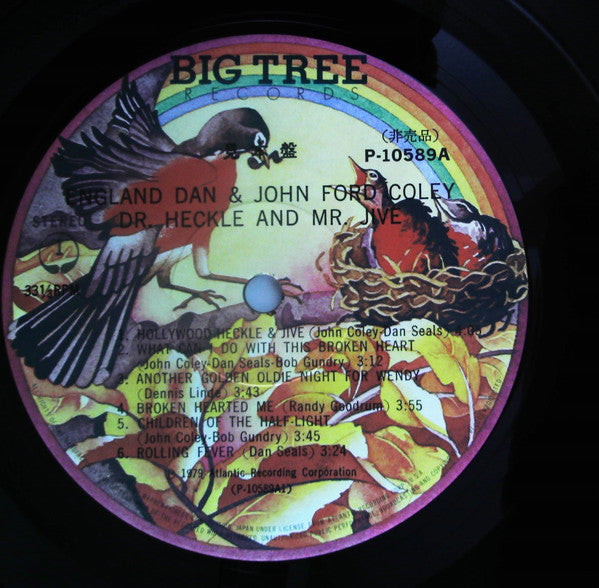 BIG TREE
RECORDS
(非売品)
見本盤
P-10589A
ENGLAND DAN & JOHN FORD COLEY
STEREO
DR. HECKLE AND MR. JIVE
1
33⅓RPM
1. HOLLYWOOD HECKLE & JIVE (John Coley-Dan Seals) 4:05
2. WHAT CAN I DO WITH THIS BROKEN HEART
(John Coley-Dan Seals-Bob Gundry) 3:12
3. ANOTHER GOLDEN OLDIE NIGHT FOR WENDY
(Dennis Linde) 3:43
4. BROKEN HEARTED ME (Randy Goodrum) 3:55
5. CHILDREN OF THE HALF-LIGHT
(John Coley-Bob Gundry) 3:45
6. ROLLING FEVER (Dan Seals) 3:24
℗ 1979 Atlantic Recording Corporation
(P-10589A1)